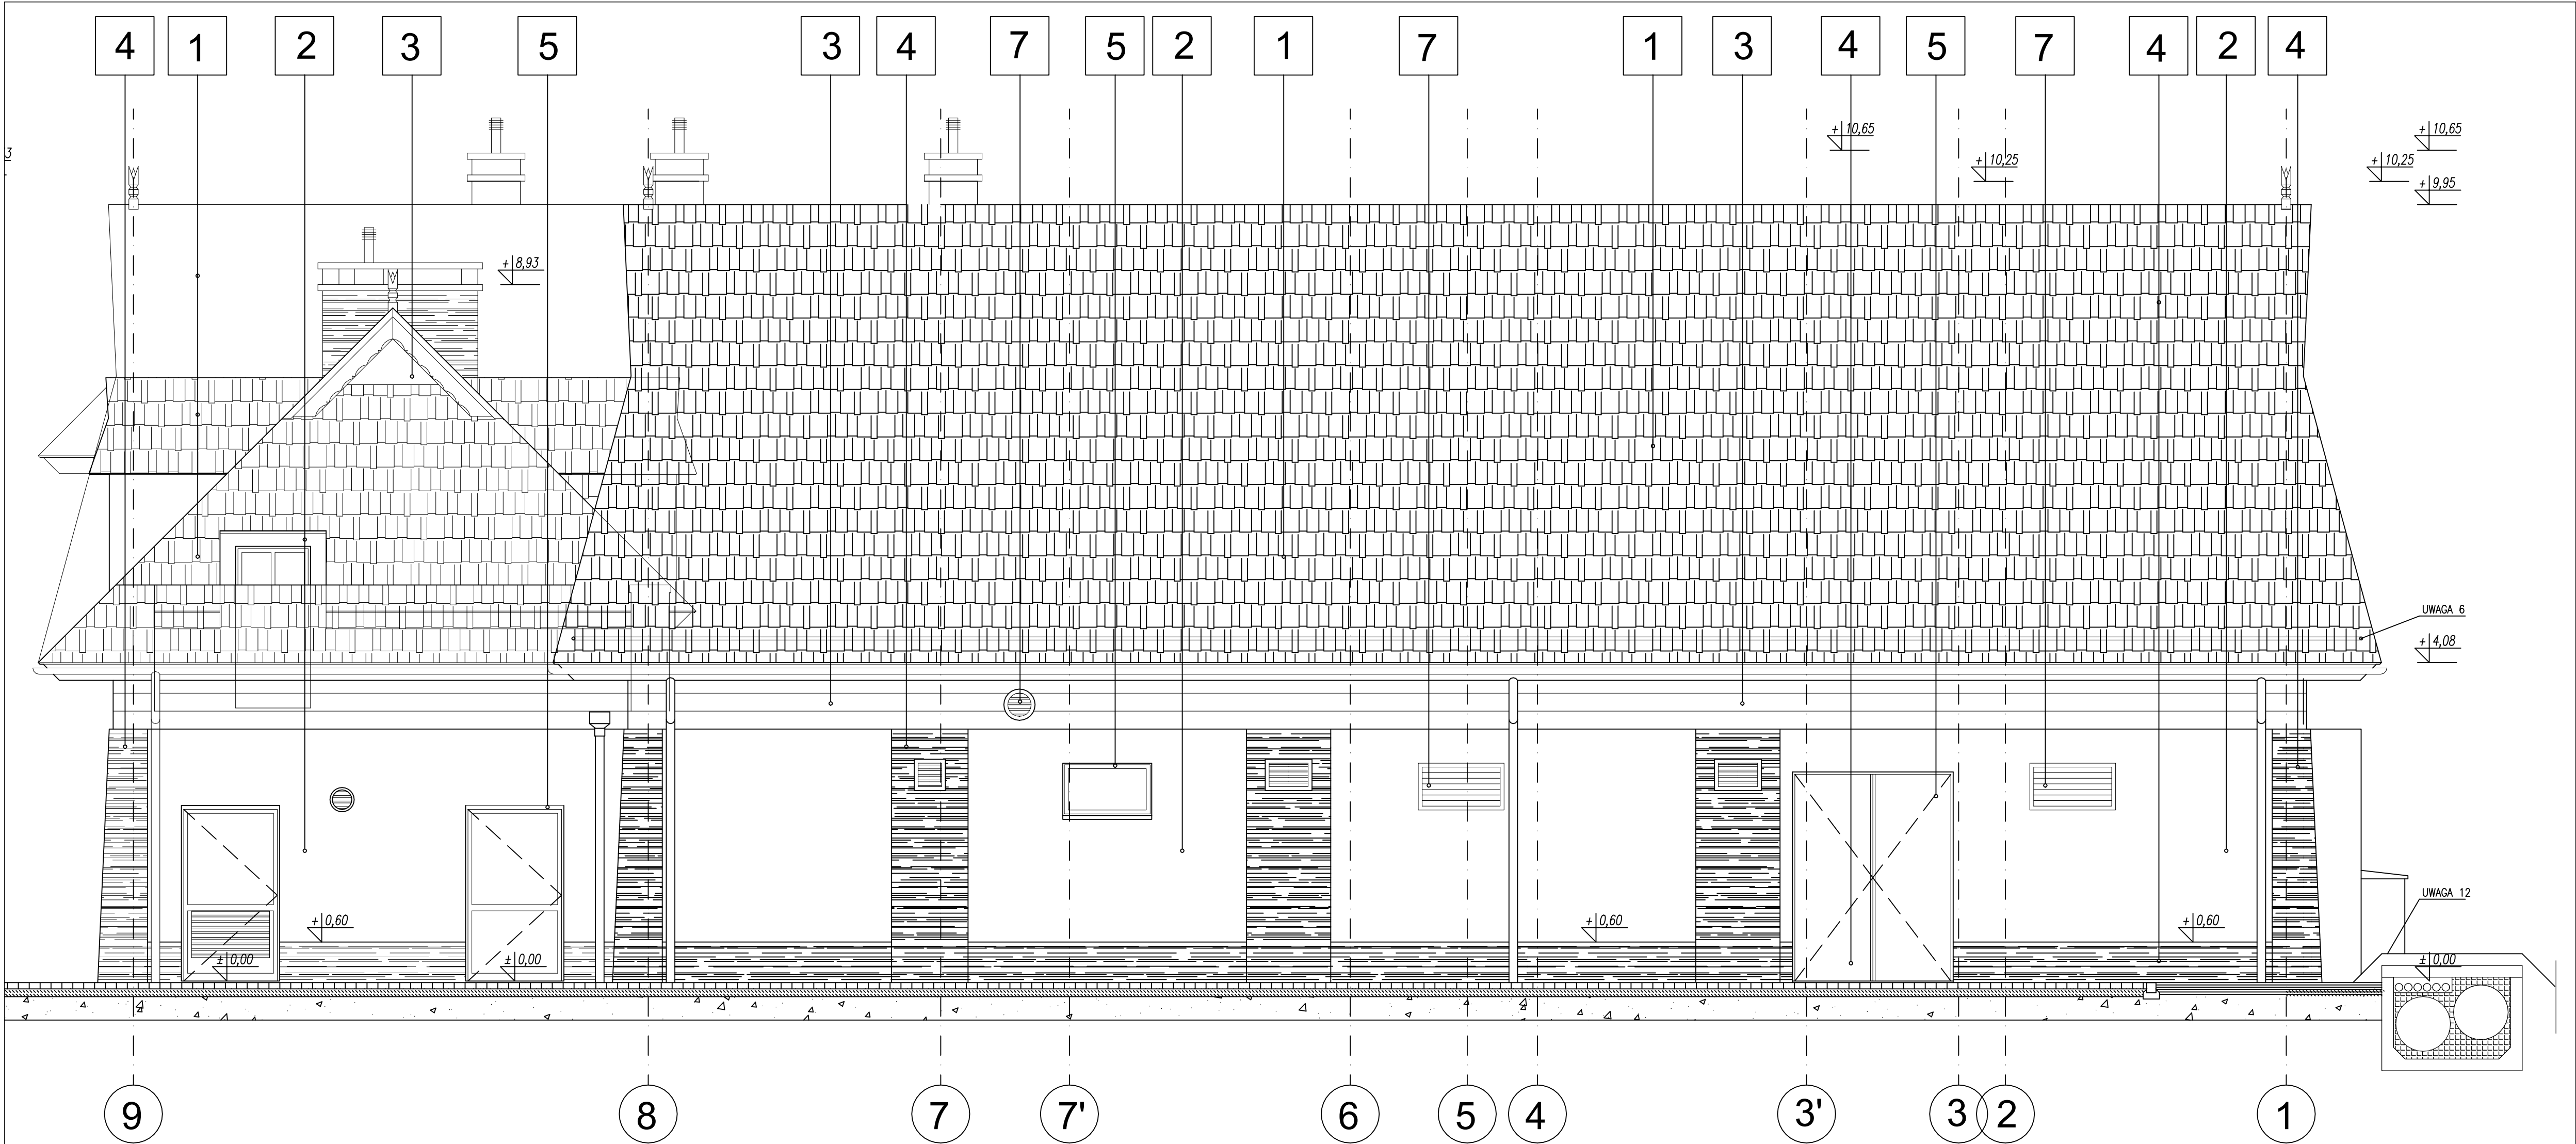 4 1 2 3 5 3 4 7 5 2 1 7 1 3 4 5 7 4 2 4
+10,65 +10,65
3 +10,25 +10,25
+9,95
+8,93
UWAGA 6
+4,08
UWAGA 12
+0,60 +0,60 +0,60
±0,00 ±0,00 ±0,00
9 8 7 7' 6 5 4 3' 3 2 1